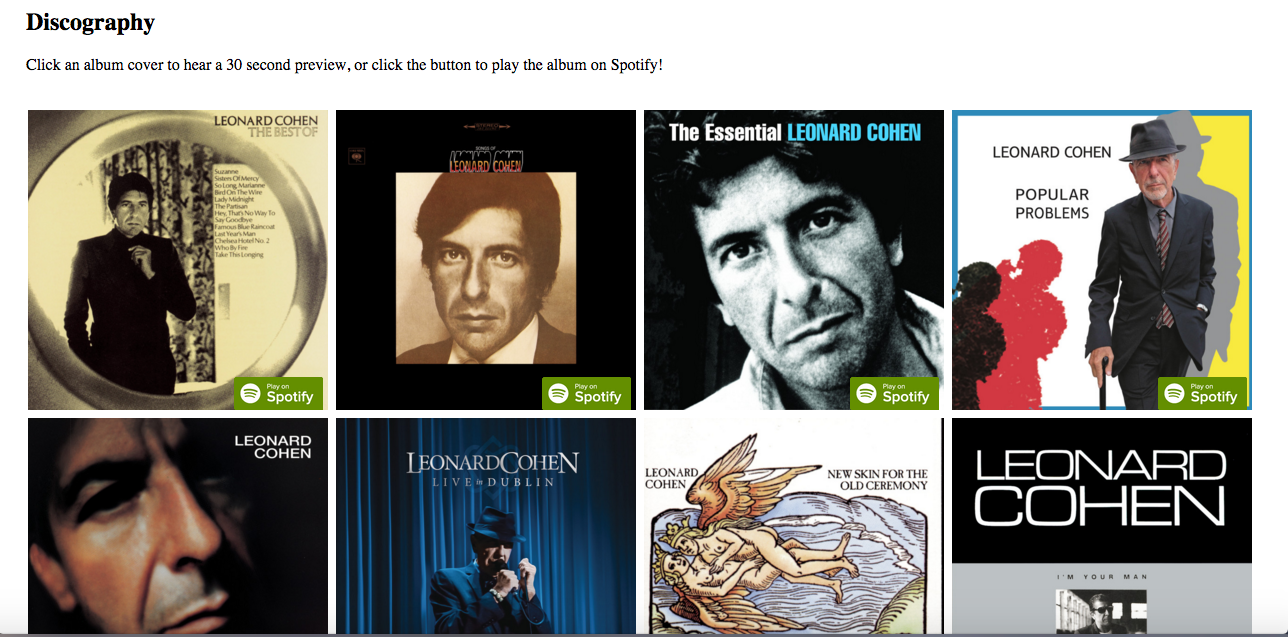 Discography
Click an album cover to hear a 30 second preview, or click the button to play the album on Spotify!
LEONARD COHEN
THE BEST OF
Suzanne
Sisters Of Mercy
So Long, Marianne
Bird On The Wire
Lady Midnight
The Partisan
Hey, That's No Way To
Say Goodbye
Famous Blue Raincoat
Last Year's Man
Chelsea Hotel No. 2
Who By Fire
Take This Longing
Play on
Spotify
SONGS OF
LEONARD COHEN
Play on
Spotify
The Essential LEONARD COHEN
Play on
Spotify
LEONARD COHEN
POPULAR
PROBLEMS
Play on
Spotify
LEONARD
COHEN
LEONARD COHEN
LIVE in DUBLIN
LEONARD
COHEN
NEW SKIN FOR THE
OLD CEREMONY
LEONARD
COHEN
I'M YOUR MAN